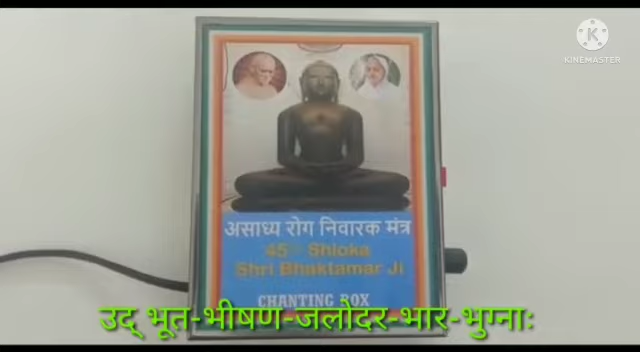 KINEMASTER
असाध्य रोग निवारक मंत्र
45th Shloka
Shri Bhaktamar Ji
CHANTING BOX
उद् भूत-भीषण-जलोदर-भार-भुग्नाः